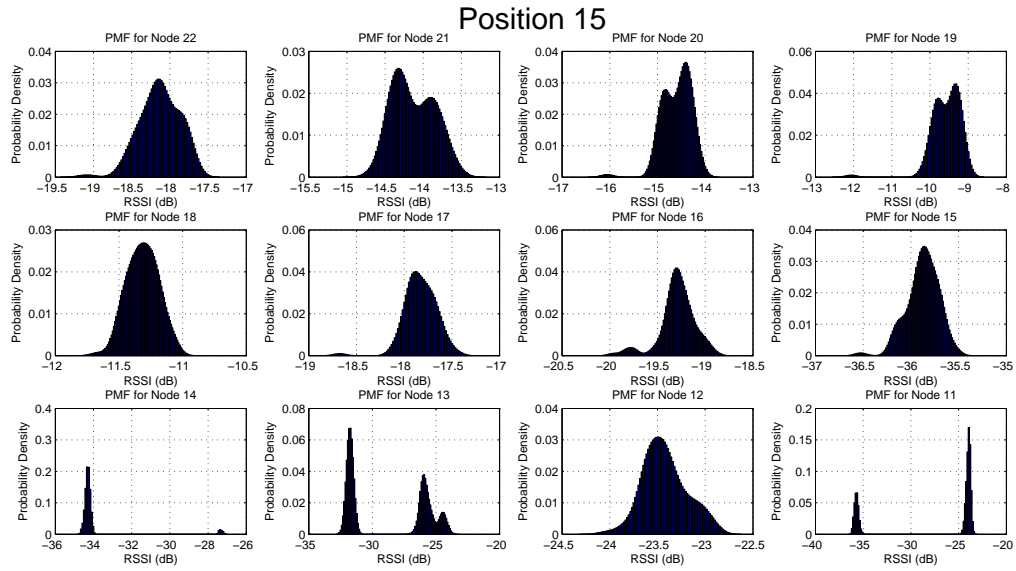 Position 15
PMF for Node 22
0.04
0.03
0.02
0.01
0
Probability Density
−19.5 −19 −18.5 −18 −17.5 −17
RSSI (dB)
PMF for Node 21
0.03
0.02
0.01
0
Probability Density
−15.5 −15 −14.5 −14 −13.5 −13
RSSI (dB)
PMF for Node 20
0.04
0.03
0.02
0.01
0
Probability Density
−17 −16 −15 −14 −13
RSSI (dB)
PMF for Node 19
0.06
0.04
0.02
0
Probability Density
−13 −12 −11 −10 −9 −8
RSSI (dB)
PMF for Node 18
0.03
0.02
0.01
0
Probability Density
−12 −11.5 −11 −10.5
RSSI (dB)
PMF for Node 17
0.06
0.04
0.02
0
Probability Density
−19 −18.5 −18 −17.5 −17
RSSI (dB)
PMF for Node 16
0.06
0.04
0.02
0
Probability Density
−20.5 −20 −19.5 −19 −18.5
RSSI (dB)
PMF for Node 15
0.04
0.03
0.02
0.01
0
Probability Density
−37 −36.5 −36 −35.5 −35
RSSI (dB)
PMF for Node 14
0.4
0.3
0.2
0.1
0
Probability Density
−36 −34 −32 −30 −28 −26
RSSI (dB)
PMF for Node 13
0.08
0.06
0.04
0.02
0
Probability Density
−35 −30 −25 −20
RSSI (dB)
PMF for Node 12
0.04
0.03
0.02
0.01
0
Probability Density
−24.5 −24 −23.5 −23 −22.5
RSSI (dB)
PMF for Node 11
0.2
0.15
0.1
0.05
0
Probability Density
−40 −35 −30 −25 −20
RSSI (dB)